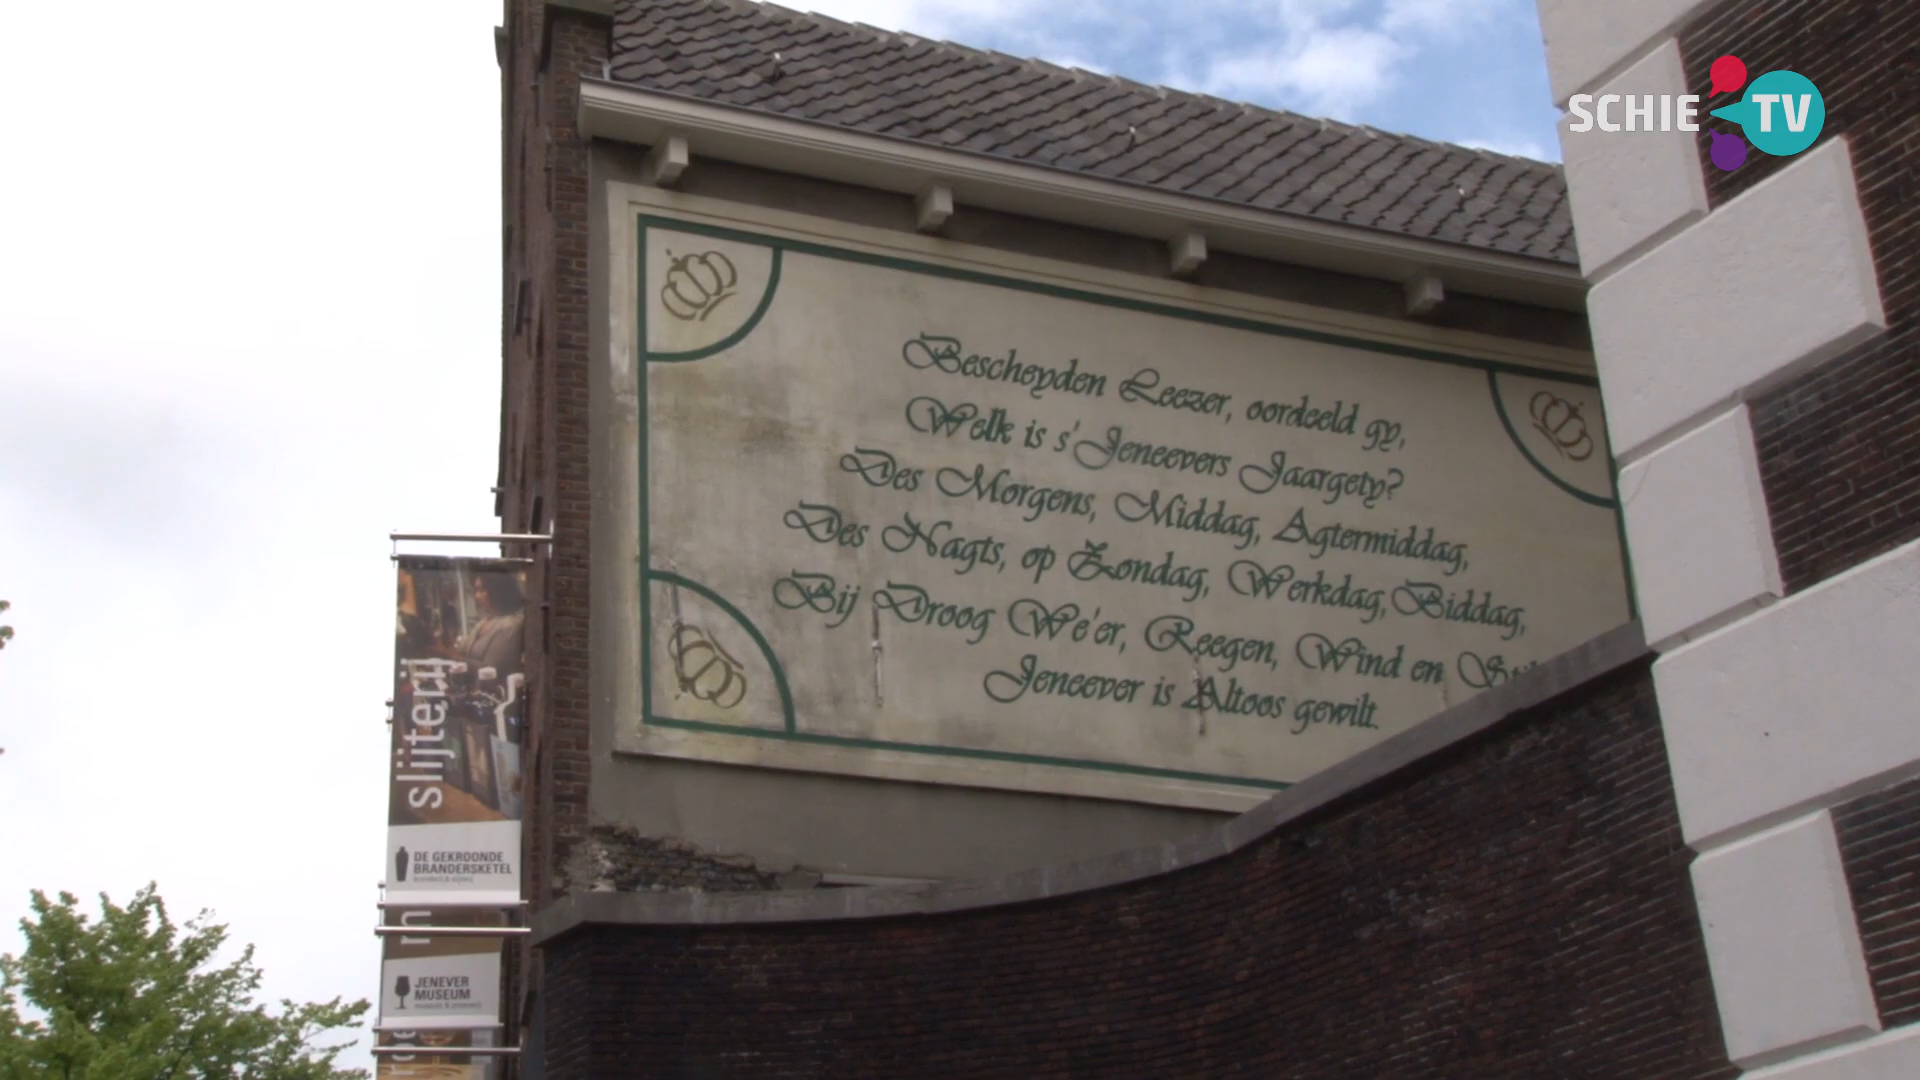 SCHIE TV
Bescheyden Leezer, oordeeld gy,
Welk is s'Jeneevers Jaargety?
Des Morgens, Middag, Agtermiddag,
Des Nagts, op Zondag, Werkdag, Biddag,
Bij Droog We'er, Reegen, Wind en
Jeneever is Altoos gewilt.
slijterij
DE GEKROONDE
BRANDERSKETEL
JENEVER
MUSEUM